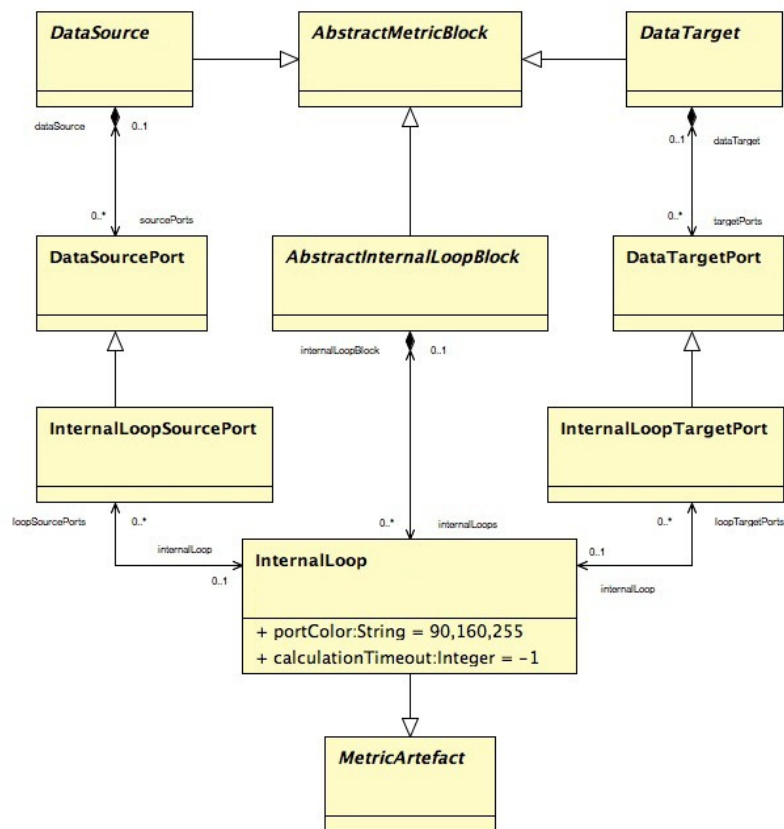 DataSource
AbstractMetricBlock
DataTarget
dataSource
0..1
0..1
dataTarget
0..*
sourcePorts
0..*
targetPorts
DataSourcePort
AbstractInternalLoopBlock
DataTargetPort
internalLoopBlock
0..1
InternalLoopSourcePort
InternalLoopTargetPort
loopSourcePorts
0..*
0..*
internalLoops
0..*
loopTargetPorts
internalLoop
0..1
0..1
internalLoop
InternalLoop
+ portColor:String = 90,160,255
+ calculationTimeout:Integer = -1
MetricArtefact